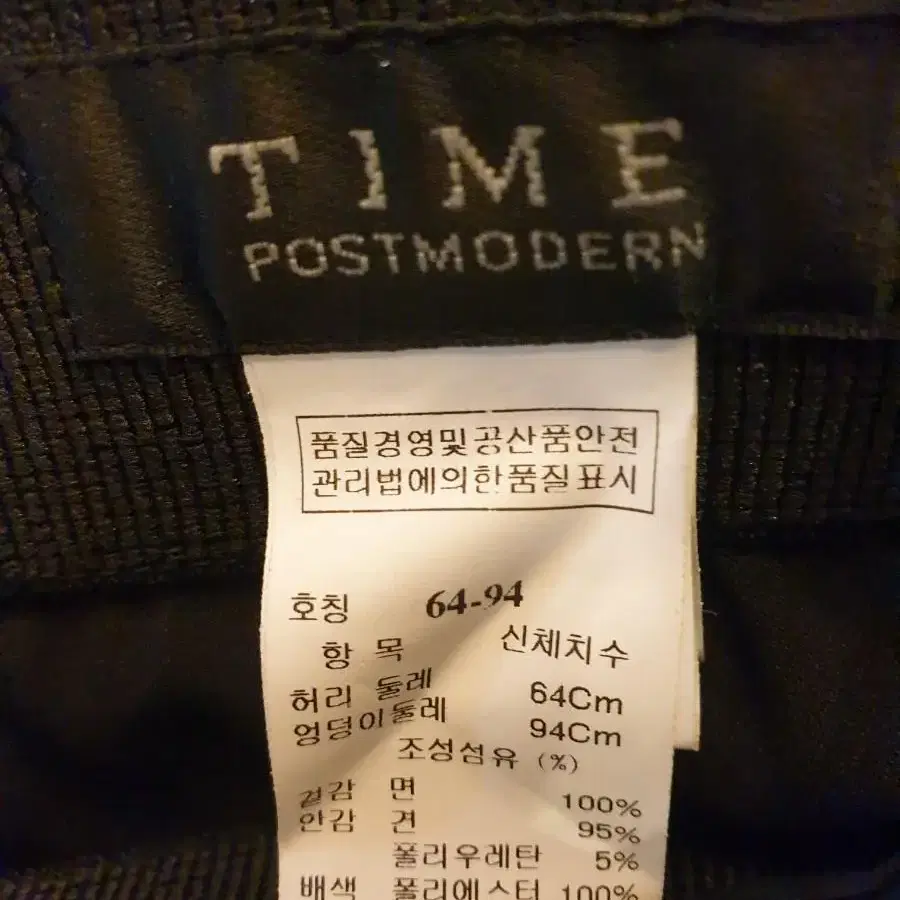 TIME
POSTMODERN
품질경영및공산품안전
관리법에의한품질표시
호칭 64-94
항 목 신체치수
허리 둘레 64Cm
엉덩이둘레 94Cm
조성섬유 (%)
겉감 면 100%
안감 견 95%
폴리우레탄 5%
배색 폴리에스터 100%